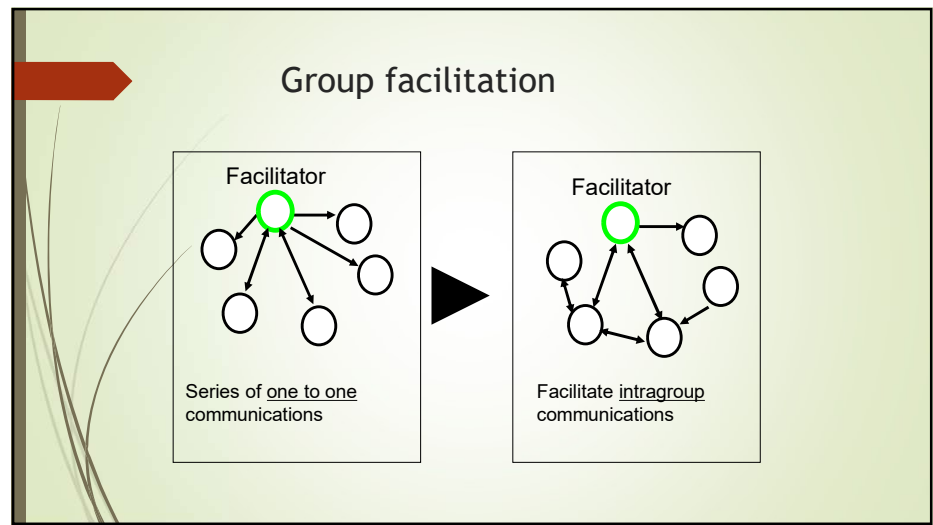 Group facilitation
Facilitator
Series of one to one
communications
Facilitator
Facilitate intragroup
communications